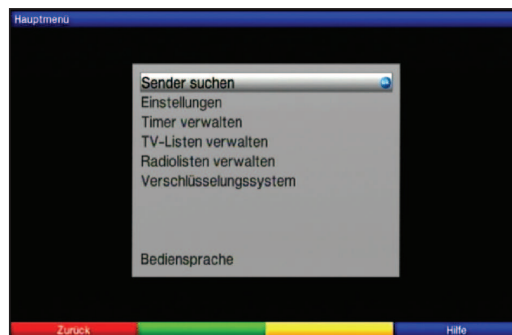 Hauptmenü
Sender suchen
Einstellungen
Timer verwalten
TV-Listen verwalten
Radiolisten verwalten
Verschlüsselungssystem
Bediensprache
Zurück
Hilfe